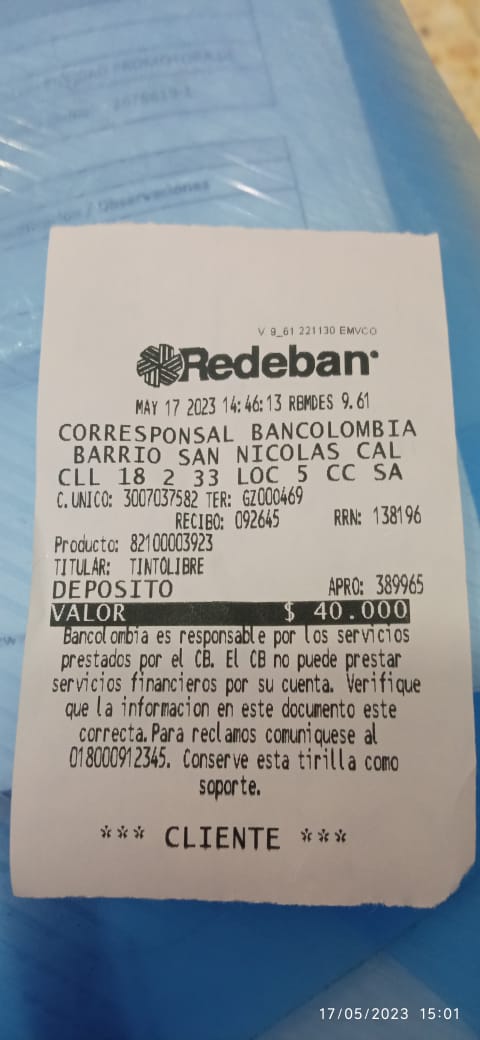 Observaciones
V 9_61 221130 EMVCO
Redeban
MAY 17 2023 14:46:13 RBMDES 9.61
CORRESPONSAL BANCOLOMBIA
BARRIO SAN NICOLAS CAL
CLL 18 2 33 LOC 5 CC SA
C.UNICO: 3007037582 TER: GZ000469
RECIBO: 092645 RRN: 138196
Producto: 82100003923
TITULAR: TINTOLIBRE
DEPOSITO APRO: 389965
VALOR $ 40.000
Bancolombia es responsable por los servicios
prestados por el CB. El CB no puede prestar
servicios financieros por su cuenta. Verifique
que la informacion en este documento este
correcta.Para reclamos comuniquese al
018000912345. Conserve esta tirilla como
soporte.
*** CLIENTE ***
17/05/2023 15:01